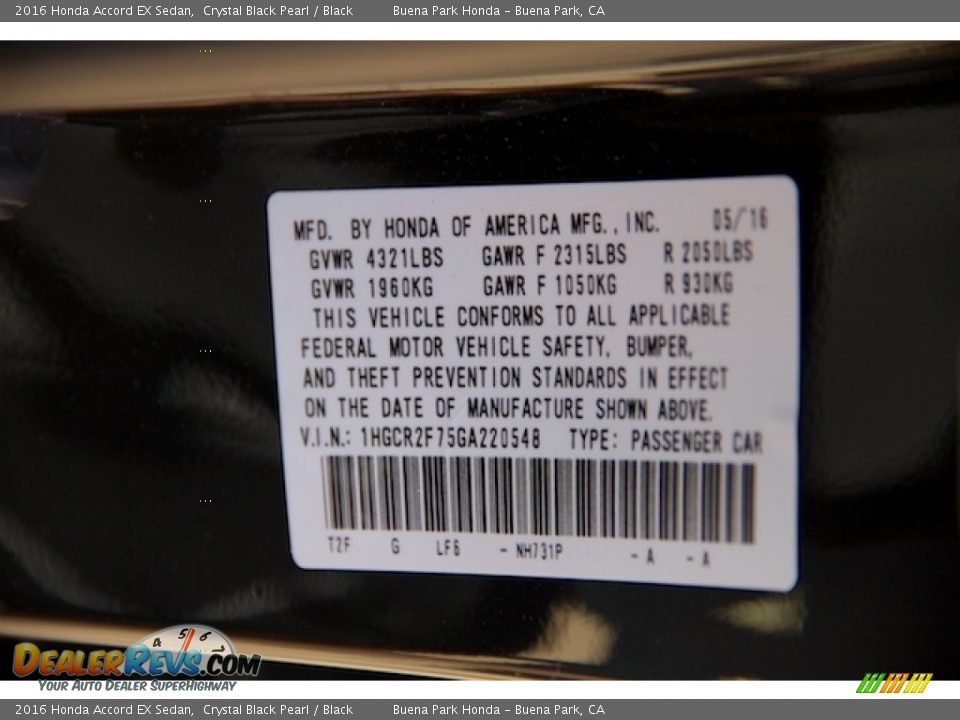 2016 Honda Accord EX Sedan, Crystal Black Pearl / Black Buena Park Honda - Buena Park, CA
MFD. BY HONDA OF AMERICA MFG., INC. 05/'16
GVWR 4321LBS GAWR F 2315LBS R 2050LBS
GVWR 1960KG GAWR F 1050KG R 930KG
THIS VEHICLE CONFORMS TO ALL APPLICABLE
FEDERAL MOTOR VEHICLE SAFETY, BUMPER,
AND THEFT PREVENTION STANDARDS IN EFFECT
ON THE DATE OF MANUFACTURE SHOWN ABOVE.
V.I.N.: 1HGCR2F75GA220548 TYPE: PASSENGER CAR
T2F G LF6 - NH731P - A - A
4 5 6 7
DEALERREVS.COM
YOUR AUTO DEALER SUPERHIGHWAY
2016 Honda Accord EX Sedan, Crystal Black Pearl / Black Buena Park Honda - Buena Park, CA